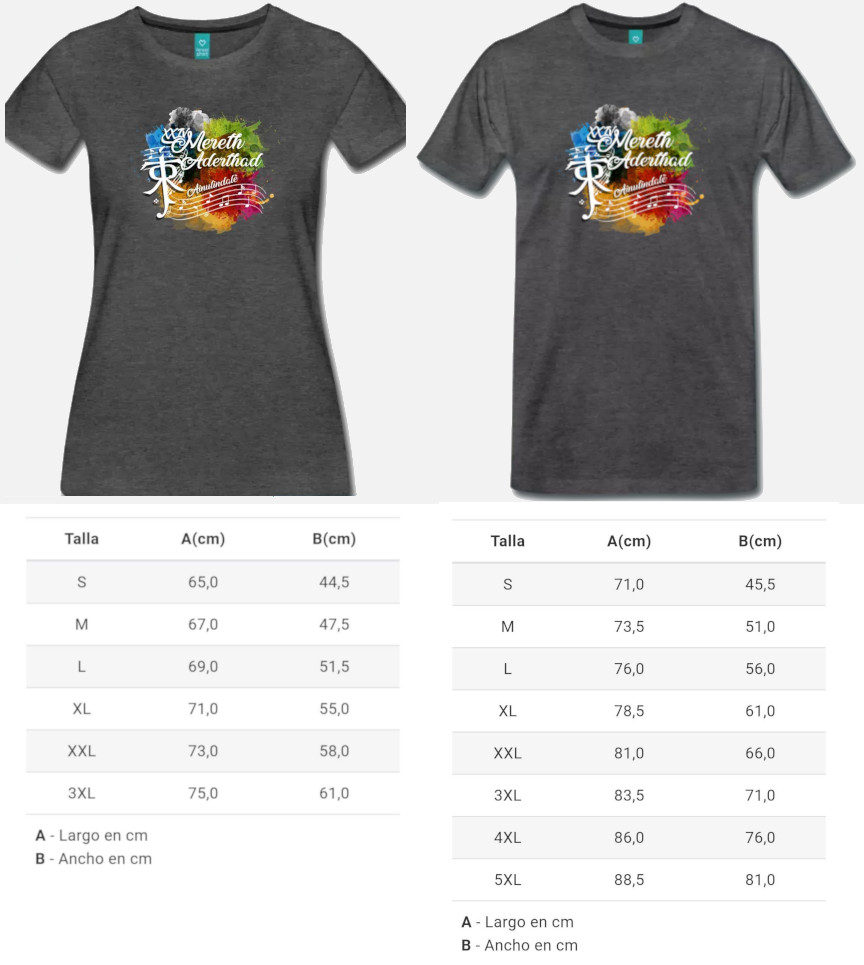 XXIV
Mereth
Aderthad
Ainulindalë
XXIV
Mereth
Aderthad
Ainulindalë
Talla A(cm) B(cm)
S 65,0 44,5
M 67,0 47,5
L 69,0 51,5
XL 71,0 55,0
XXL 73,0 58,0
3XL 75,0 61,0
A - Largo en cm
B - Ancho en cm
Talla A(cm) B(cm)
S 71,0 45,5
M 73,5 51,0
L 76,0 56,0
XL 78,5 61,0
XXL 81,0 66,0
3XL 83,5 71,0
4XL 86,0 76,0
5XL 88,5 81,0
A - Largo en cm
B - Ancho en cm